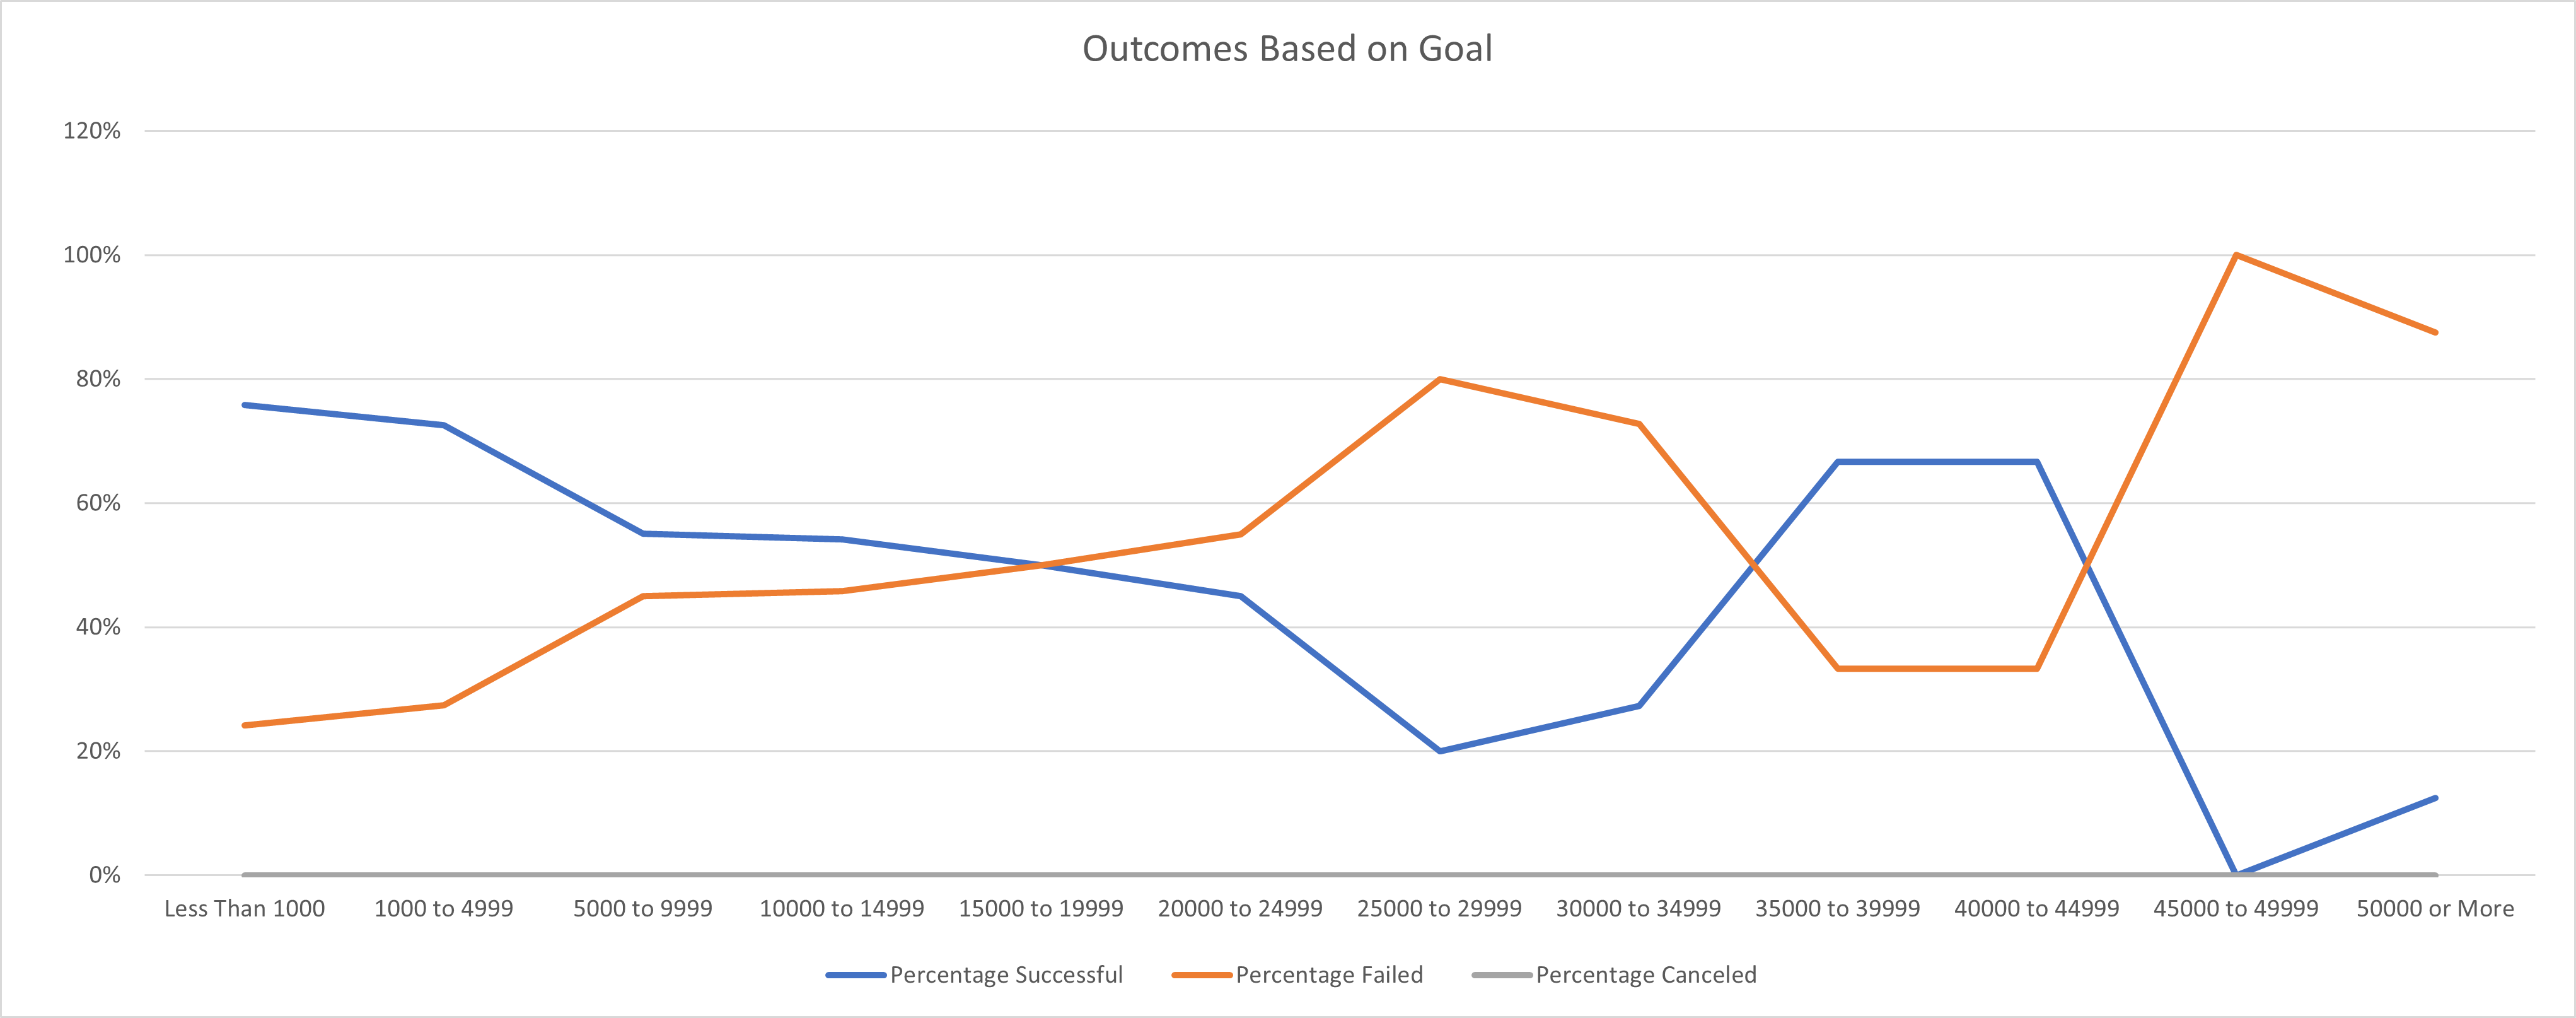 Outcomes Based on Goal
120%
100%
80%
60%
40%
20%
0%
Less Than 1000 1000 to 4999 5000 to 9999 10000 to 14999 15000 to 19999 20000 to 24999 25000 to 29999 30000 to 34999 35000 to 39999 40000 to 44999 45000 to 49999 50000 or More
Percentage Successful Percentage Failed Percentage Canceled